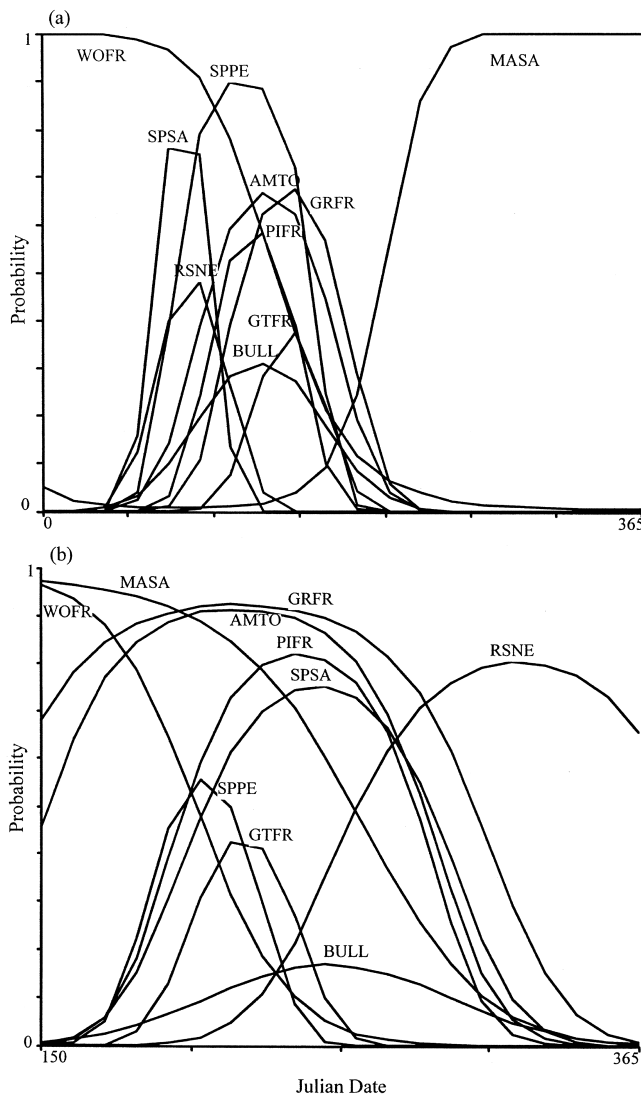 (a)
1
WOFR
SPPE
MASA
SPSA
AMTO
GRFR
PIFR
RSNE
GTFR
BULL
Probability
0
0
365
(b)
1
MASA
WOFR
GRFR
AMTO
PIFR
RSNE
SPSA
SPPE
GTFR
BULL
Probability
0
150
365
Julian Date